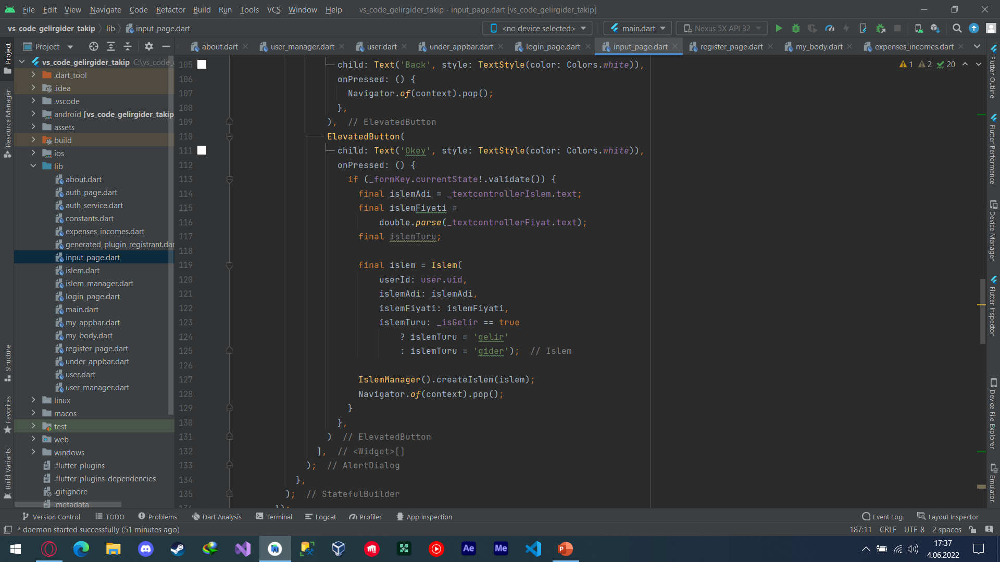 File Edit View Navigate Code Refactor Build Run Tools VCS Window Help vs_code_gelirgider_takip - input_page.dart [vs_code_gelirgider_takip]
vs_code_gelirgider_takip lib input_page.dart <no device selected> main.dart Nexus 5X API 32
Project about.dart user_manager.dart user.dart under_appbar.dart login_page.dart input_page.dart register_page.dart my_body.dart expenses_incomes.dart
vs_code_gelirgider_takip C:\vs_code_
.dart_tool
.idea
.vscode
android [vs_code_gelirgider_takip
assets
build
ios
lib
about.dart
auth_page.dart
auth_service.dart
constants.dart
expenses_incomes.dart
generated_plugin_registrant.dar
input_page.dart
islem.dart
islem_manager.dart
login_page.dart
main.dart
my_appbar.dart
my_body.dart
register_page.dart
under_appbar.dart
user.dart
user_manager.dart
linux
macos
test
web
windows
.flutter-plugins
.flutter-plugins-dependencies
.gitignore
.metadata
Project
Resource Manager
Structure
Favorites
Build Variants
105 child: Text('Back', style: TextStyle(color: Colors.white)),
106 onPressed: () {
107 Navigator.of(context).pop();
108 },
109 ), // ElevatedButton
110 ElevatedButton(
111 child: Text('Okey', style: TextStyle(color: Colors.white)),
112 onPressed: () {
113 if (_formKey.currentState!.validate()) {
114 final islemAdi = _textcontrollerIslem.text;
115 final islemFiyati =
116 double.parse(_textcontrollerFiyat.text);
117 final islemTuru;
118
119 final islem = Islem(
120 userId: user.uid,
121 islemAdi: islemAdi,
122 islemFiyati: islemFiyati,
123 islemTuru: _isGelir == true
124 ? islemTuru = 'gelir'
125 : islemTuru = 'gider'); // Islem
126
127 IslemManager().createIslem(islem);
128 Navigator.of(context).pop();
129 }
130 },
131 ) // ElevatedButton
132 ], // <Widget>[]
133 ); // AlertDialog
134 },
135 ); // StatefulBuilder
136 });
1 2 20
Flutter Outline
Flutter Performance
Device Manager
Flutter Inspector
Device File Explorer
Emulator
Version Control TODO Problems Dart Analysis Terminal Logcat Profiler App Inspection Event Log Layout Inspector
* daemon started successfully (51 minutes ago) 187:11 CRLF UTF-8 2 spaces
Ae Me P
17:37
4.06.2022